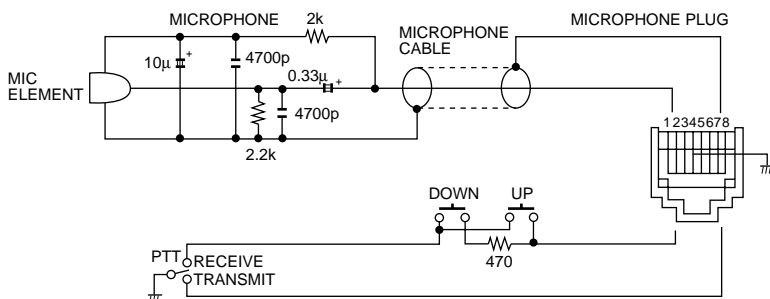 MICROPHONE
2k
MICROPHONE
CABLE
MICROPHONE PLUG
10μ
+
4700p
0.33μ
+
MIC
ELEMENT
4700p
2.2k
12345678
DOWN
UP
470
PTT
RECEIVE
TRANSMIT